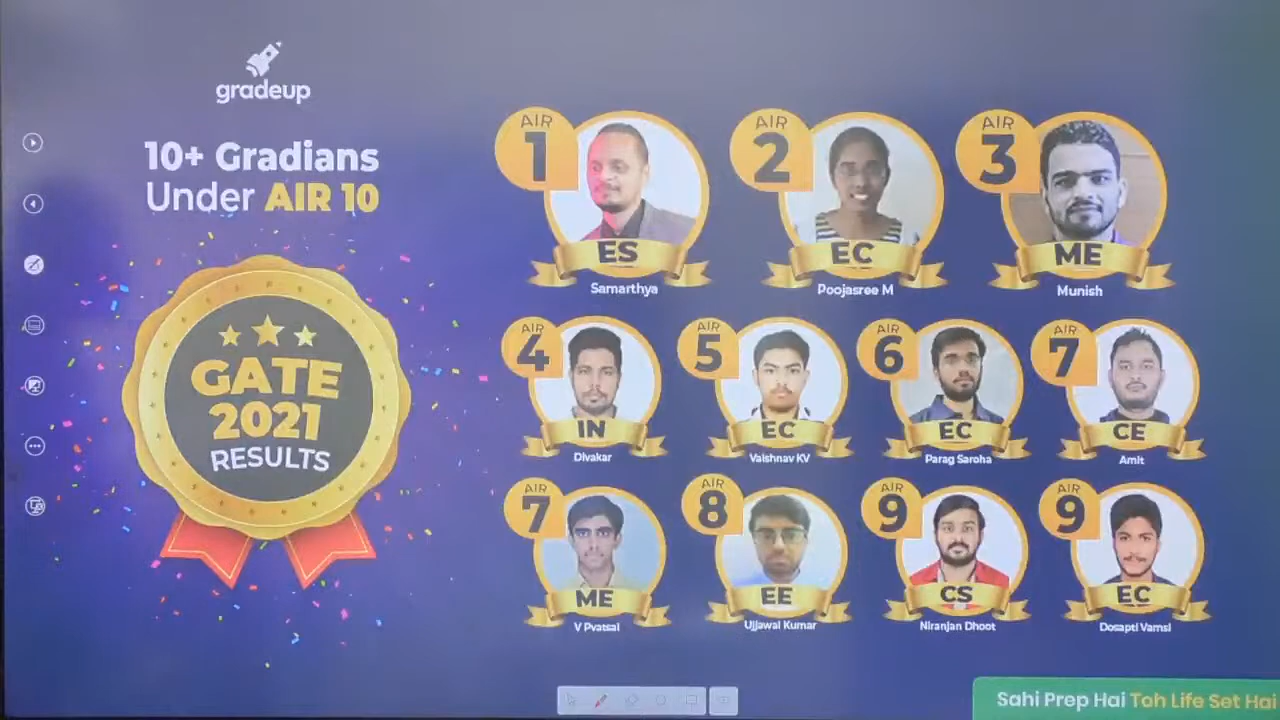 gradeup
10+ Gradians
Under AIR 10
GATE
2021
RESULTS
AIR
1
ES
Samarthya
AIR
2
EC
Poojasree M
AIR
3
ME
Munish
AIR
4
IN
Divakar
AIR
5
EC
Vaishnav KV
AIR
6
EC
Parag Saroha
AIR
7
CE
Amit
AIR
7
ME
V Pvatsal
AIR
8
EE
Ujjawal Kumar
AIR
9
CS
Niranjan Dhoot
AIR
9
EC
Dosapti Vamsi
Sahi Prep Hai Toh Life Set Hai